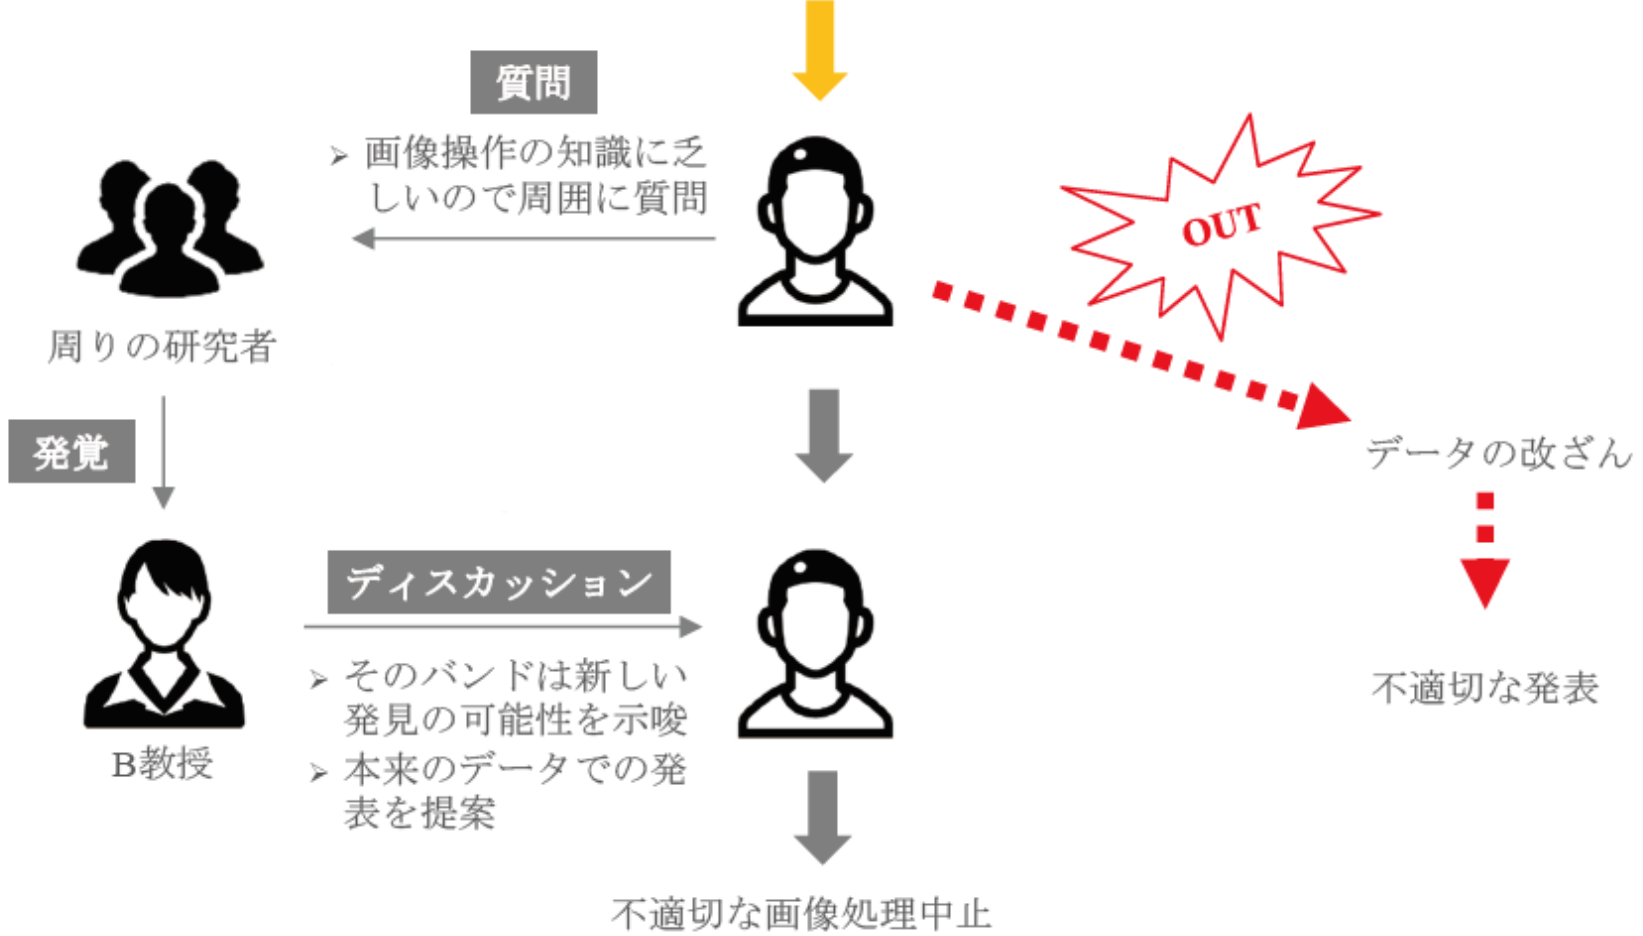 質問
➢ 画像操作の知識に乏
しいので周囲に質問
OUT
周りの研究者
発覚
データの改ざん
ディスカッション
➢ そのバンドは新しい
発見の可能性を示唆
➢ 本来のデータでの発
表を提案
B教授
不適切な発表
不適切な画像処理中止